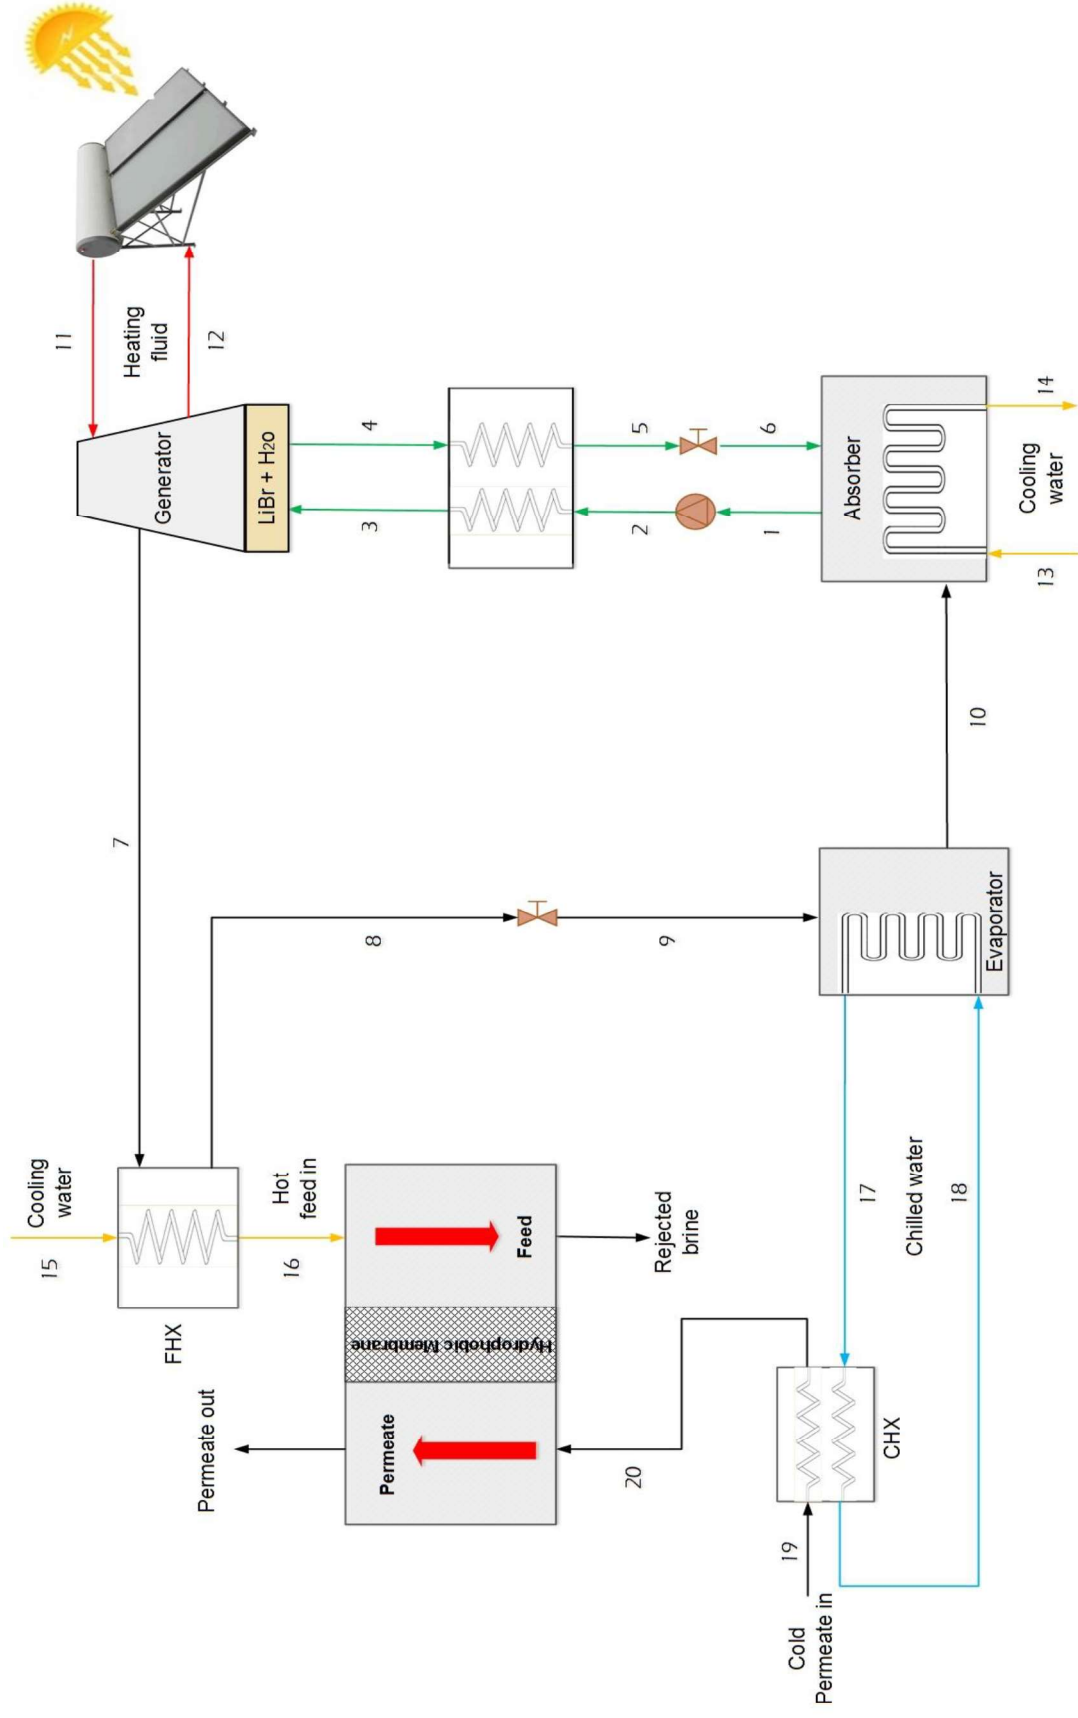 15
Cooling
water
11
7
Heating
fluid
Generator
FHX
Permeate out
12
LiBr + H2o
16
Hot
feed in
8
3
4
Permeate
Hydrophobic Membrane
Feed
20
2
5
Rejected
brine
9
1
6
19
Cold
Permeate in
Absorber
17
CHX
Chilled water
18
10
Evaporator
Cooling
water
13
14